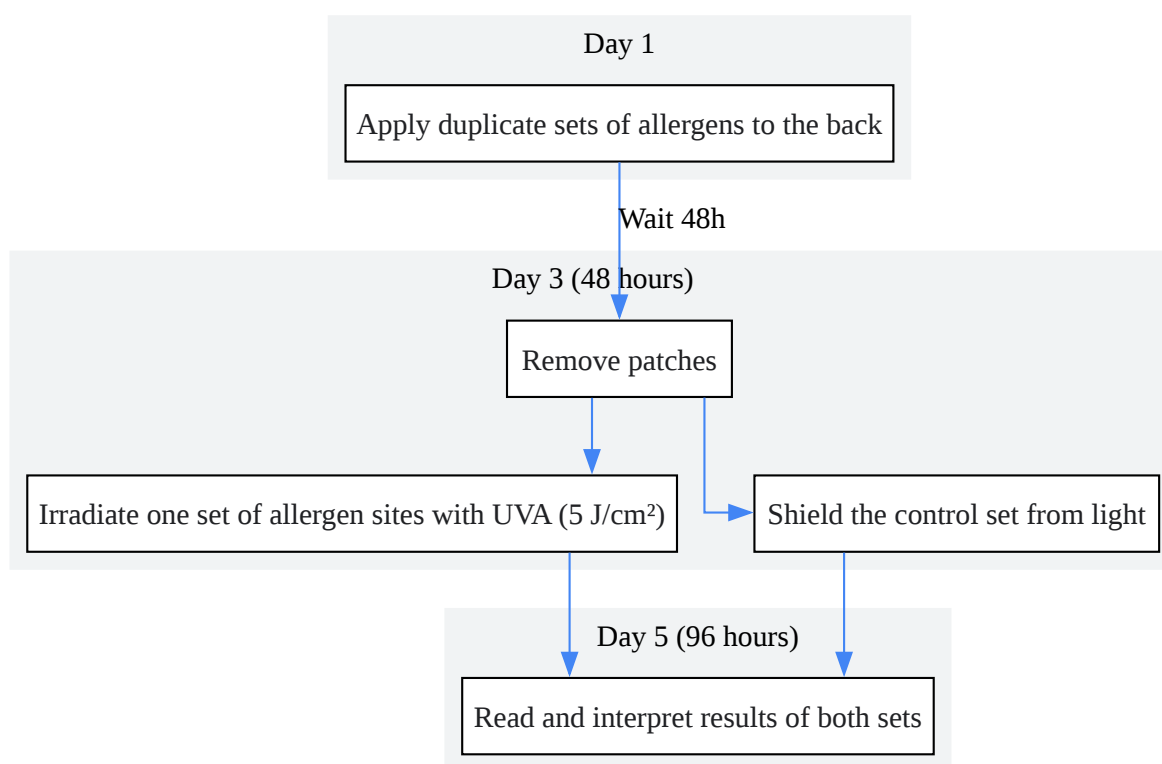 Day 1
Apply duplicate sets of allergens to the back
Wait 48h
Day 3 (48 hours)
Remove patches
Irradiate one set of allergen sites with UVA (5 J/cm²)
Shield the control set from light
Day 5 (96 hours)
Read and interpret results of both sets